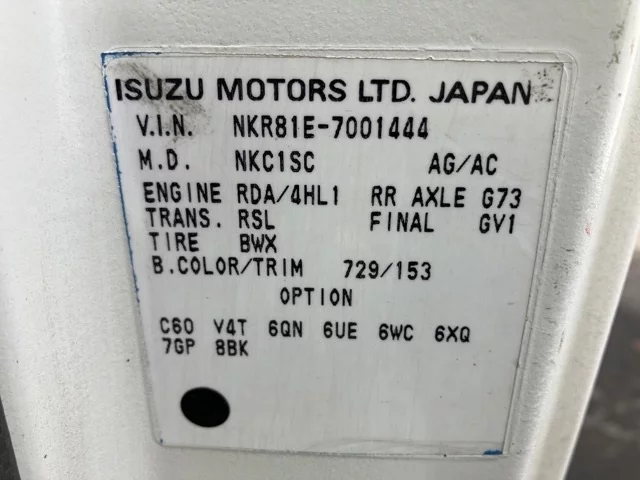 ISUZU MOTORS LTD. JAPAN
V.I.N. NKR81E-7001444
M.D. NKC1SC AG/AC
ENGINE RDA/4HL1 RR AXLE G73
TRANS. RSL FINAL GV1
TIRE BWX
B.COLOR/TRIM 729/153
OPTION
C60 V4T 6QN 6UE 6WC 6XQ
7GP 8BK